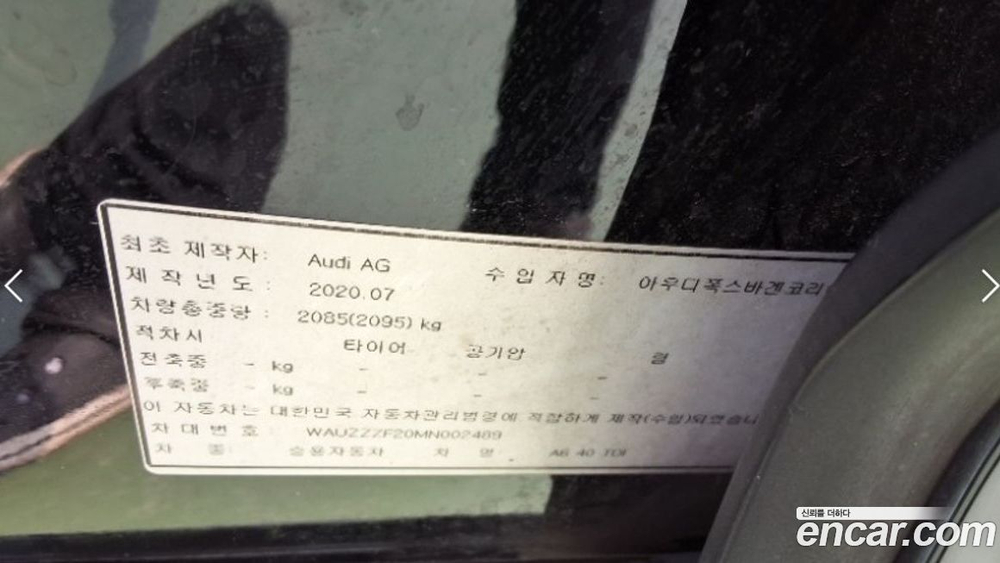 최초 제작자: Audi AG 수입자명: 아우디폭스바겐코리
제작년도: 2020.07
차량총중량: 2085(2095) kg
적차시 타이어 공기압 림
전축중 - kg - - -
후축중 - kg - - -
이 자동차는 대한민국 자동차관리법령에 적합하게 제작(수입)되었습니
차대번호: WAUZZZF20MN002489
차 종: 승용자동차 차 명 A6 40 TDI
신뢰를 더하다
encar.com